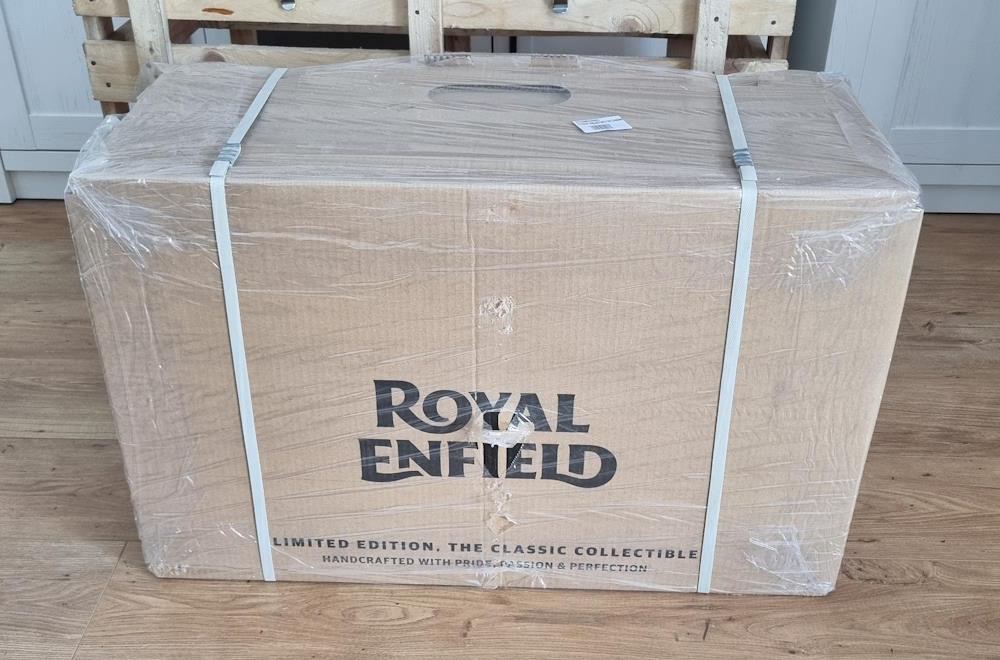 ROYAL
ENFIELD
LIMITED EDITION. THE CLASSIC COLLECTIBLE
HANDCRAFTED WITH PRIDE, PASSION & PERFECTION